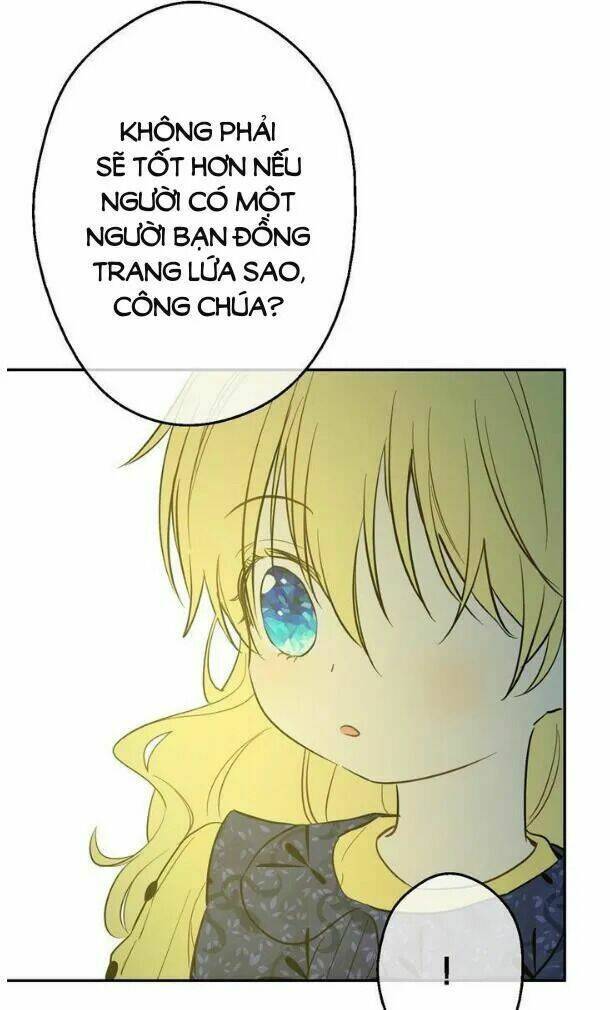 KHÔNG PHẢI
SẼ TỐT HƠN NẾU
NGƯỜI CÓ MỘT
NGƯỜI BẠN ĐỒNG
TRANG LỨA SAO,
CÔNG CHÚA?
!